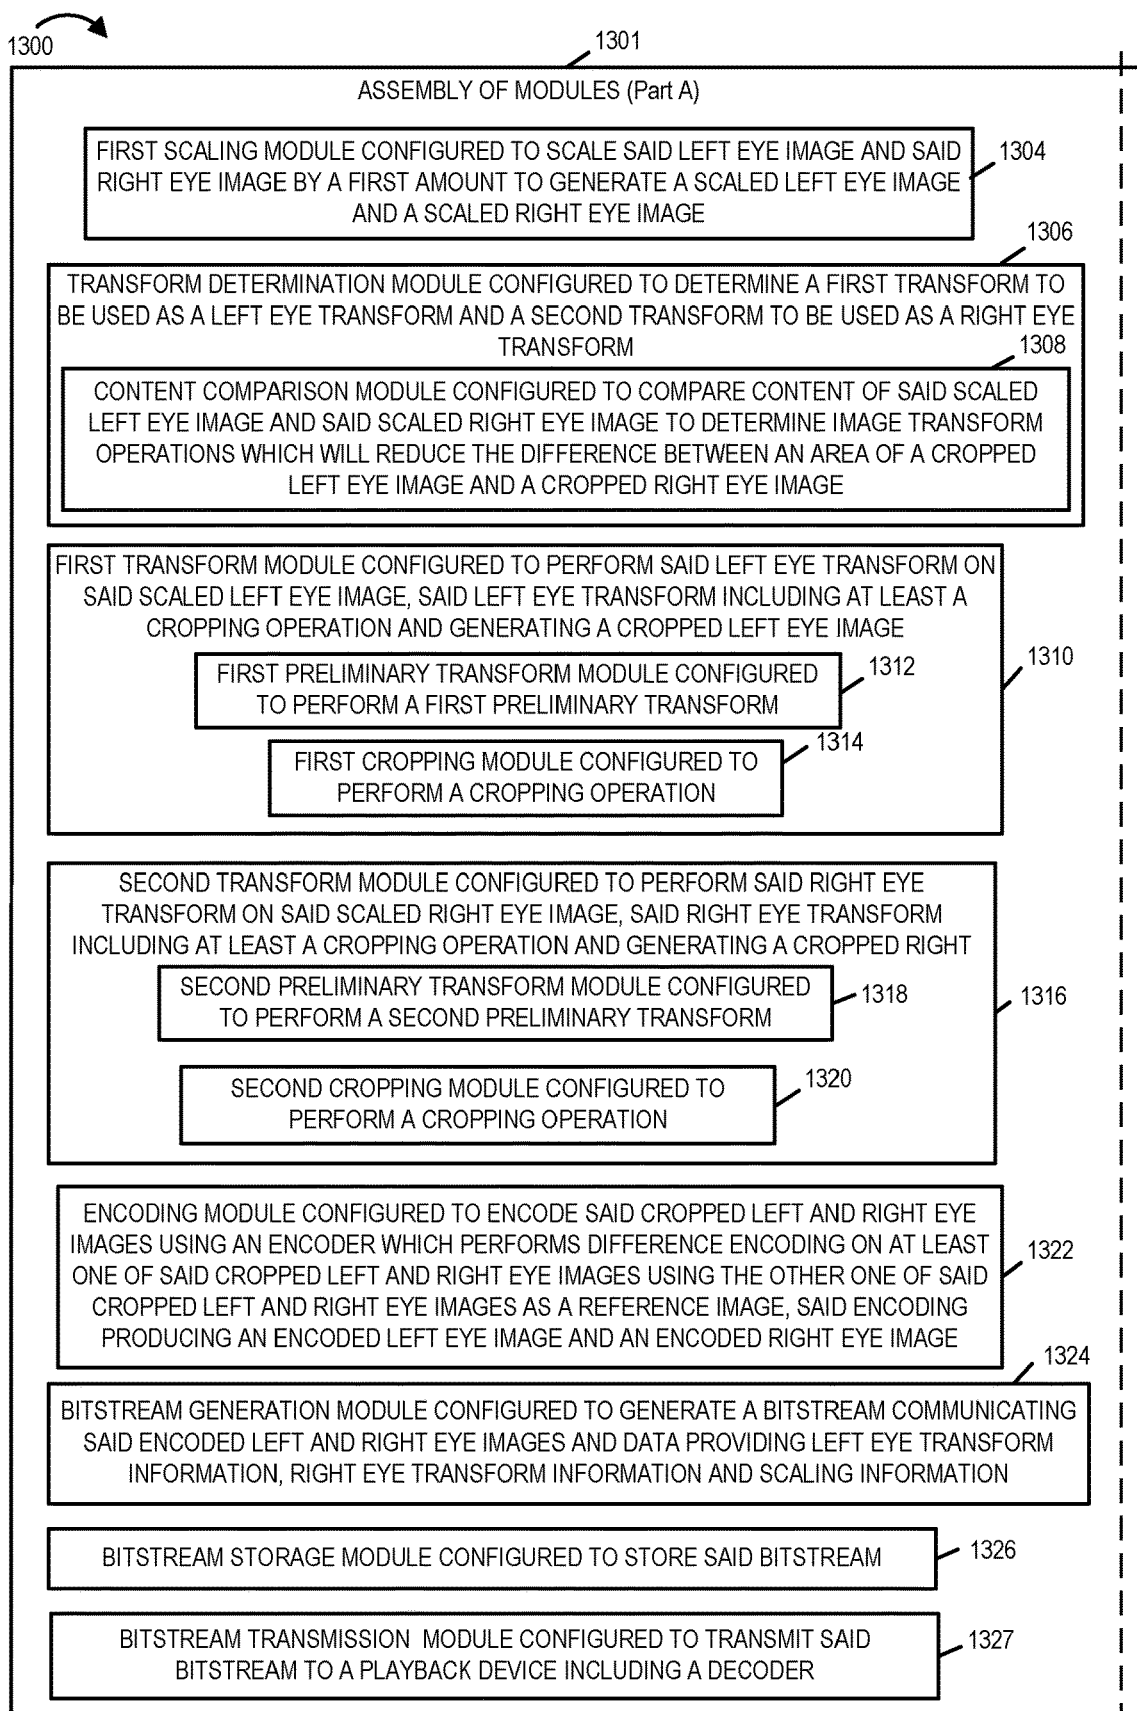 1300
1301
ASSEMBLY OF MODULES (Part A)
FIRST SCALING MODULE CONFIGURED TO SCALE SAID LEFT EYE IMAGE AND SAID
RIGHT EYE IMAGE BY A FIRST AMOUNT TO GENERATE A SCALED LEFT EYE IMAGE
AND A SCALED RIGHT EYE IMAGE
1304
1306
TRANSFORM DETERMINATION MODULE CONFIGURED TO DETERMINE A FIRST TRANSFORM TO
BE USED AS A LEFT EYE TRANSFORM AND A SECOND TRANSFORM TO BE USED AS A RIGHT EYE
TRANSFORM
1308
CONTENT COMPARISON MODULE CONFIGURED TO COMPARE CONTENT OF SAID SCALED
LEFT EYE IMAGE AND SAID SCALED RIGHT EYE IMAGE TO DETERMINE IMAGE TRANSFORM
OPERATIONS WHICH WILL REDUCE THE DIFFERENCE BETWEEN AN AREA OF A CROPPED
LEFT EYE IMAGE AND A CROPPED RIGHT EYE IMAGE
FIRST TRANSFORM MODULE CONFIGURED TO PERFORM SAID LEFT EYE TRANSFORM ON
SAID SCALED LEFT EYE IMAGE, SAID LEFT EYE TRANSFORM INCLUDING AT LEAST A
CROPPING OPERATION AND GENERATING A CROPPED LEFT EYE IMAGE
1310
FIRST PRELIMINARY TRANSFORM MODULE CONFIGURED
TO PERFORM A FIRST PRELIMINARY TRANSFORM
1312
1314
FIRST CROPPING MODULE CONFIGURED TO
PERFORM A CROPPING OPERATION
SECOND TRANSFORM MODULE CONFIGURED TO PERFORM SAID RIGHT EYE
TRANSFORM ON SAID SCALED RIGHT EYE IMAGE, SAID RIGHT EYE TRANSFORM
INCLUDING AT LEAST A CROPPING OPERATION AND GENERATING A CROPPED RIGHT
SECOND PRELIMINARY TRANSFORM MODULE CONFIGURED
TO PERFORM A SECOND PRELIMINARY TRANSFORM
1318
1316
SECOND CROPPING MODULE CONFIGURED TO
PERFORM A CROPPING OPERATION
1320
ENCODING MODULE CONFIGURED TO ENCODE SAID CROPPED LEFT AND RIGHT EYE
IMAGES USING AN ENCODER WHICH PERFORMS DIFFERENCE ENCODING ON AT LEAST
ONE OF SAID CROPPED LEFT AND RIGHT EYE IMAGES USING THE OTHER ONE OF SAID
CROPPED LEFT AND RIGHT EYE IMAGES AS A REFERENCE IMAGE, SAID ENCODING
PRODUCING AN ENCODED LEFT EYE IMAGE AND AN ENCODED RIGHT EYE IMAGE
1322
1324
BITSTREAM GENERATION MODULE CONFIGURED TO GENERATE A BITSTREAM COMMUNICATING
SAID ENCODED LEFT AND RIGHT EYE IMAGES AND DATA PROVIDING LEFT EYE TRANSFORM
INFORMATION, RIGHT EYE TRANSFORM INFORMATION AND SCALING INFORMATION
BITSTREAM STORAGE MODULE CONFIGURED TO STORE SAID BITSTREAM
1326
BITSTREAM TRANSMISSION MODULE CONFIGURED TO TRANSMIT SAID
BITSTREAM TO A PLAYBACK DEVICE INCLUDING A DECODER
1327